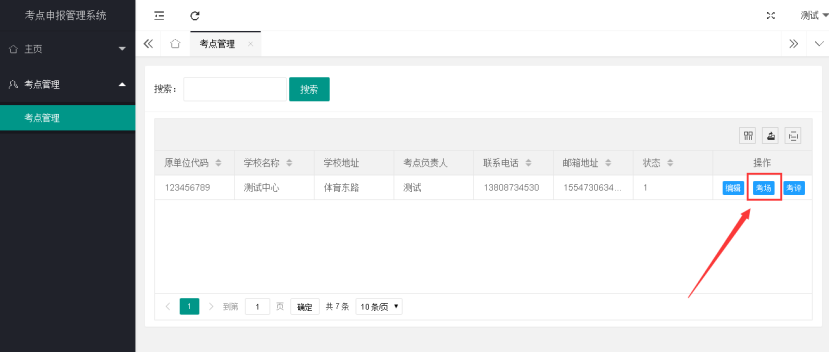 考点申报管理系统
测试
主页
考点管理
考点管理
考点管理
搜索：
搜索
原单位代码 学校名称 学校地址 考点负责人 联系电话 邮箱地址 状态 操作
123456789 测试中心 体育东路 测试 13808734530 1554730634... 1 编辑 考场 考评
1 到第 1 页 确定 共 7 条 10 条/页